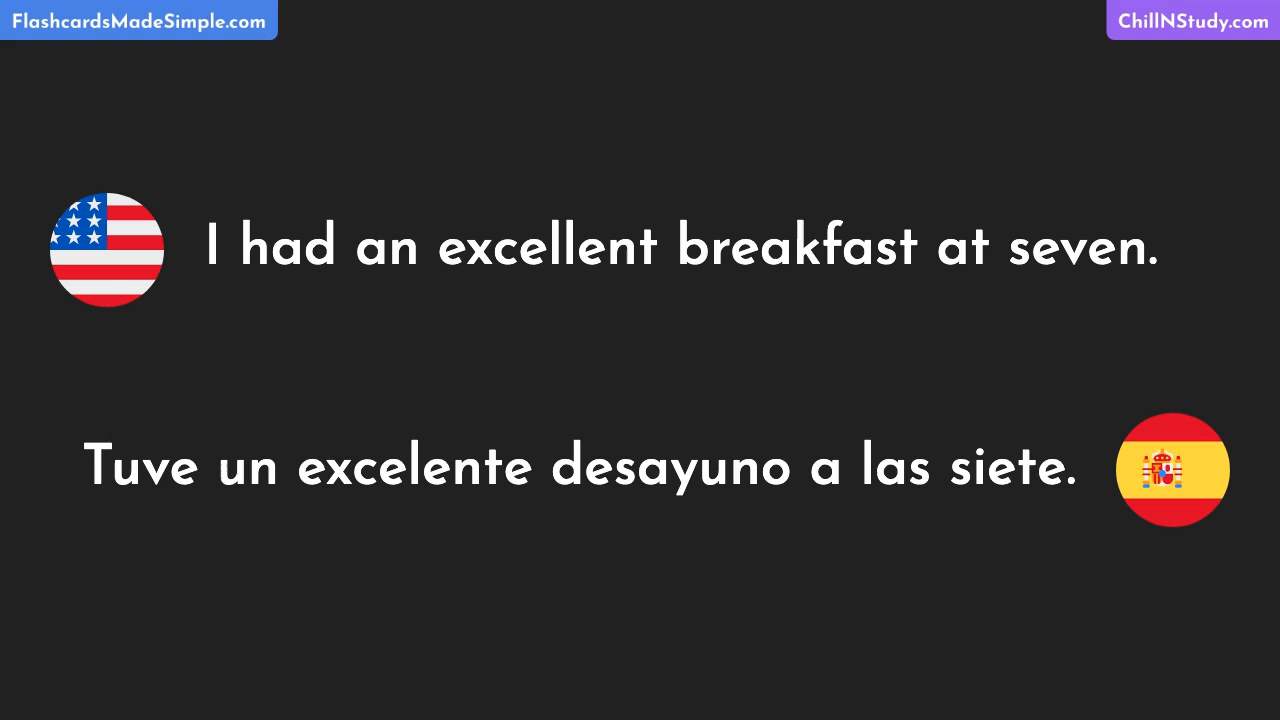 FlashcardsMadeSimple.com
ChillNStudy.com
I had an excellent breakfast at seven.
Tuve un excelente desayuno a las siete.